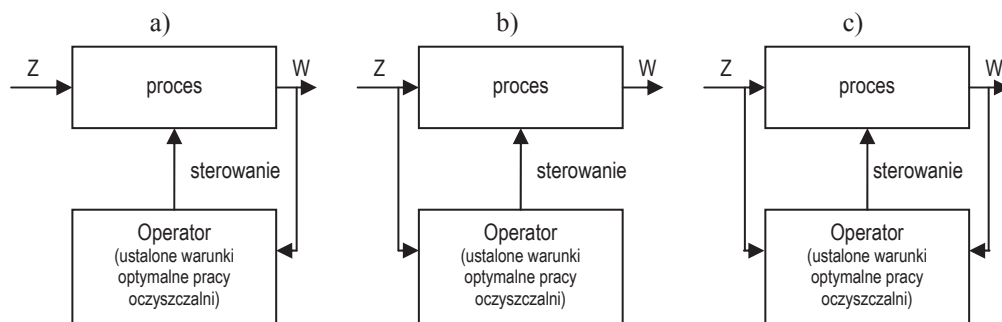 a)
Z
proces
W
sterowanie
Operator
(ustalone warunki
optymalne pracy
oczyszczalni)
b)
Z
proces
W
sterowanie
Operator
(ustalone warunki
optymalne pracy
oczyszczalni)
c)
Z
proces
W
sterowanie
Operator
(ustalone warunki
optymalne pracy
oczyszczalni)